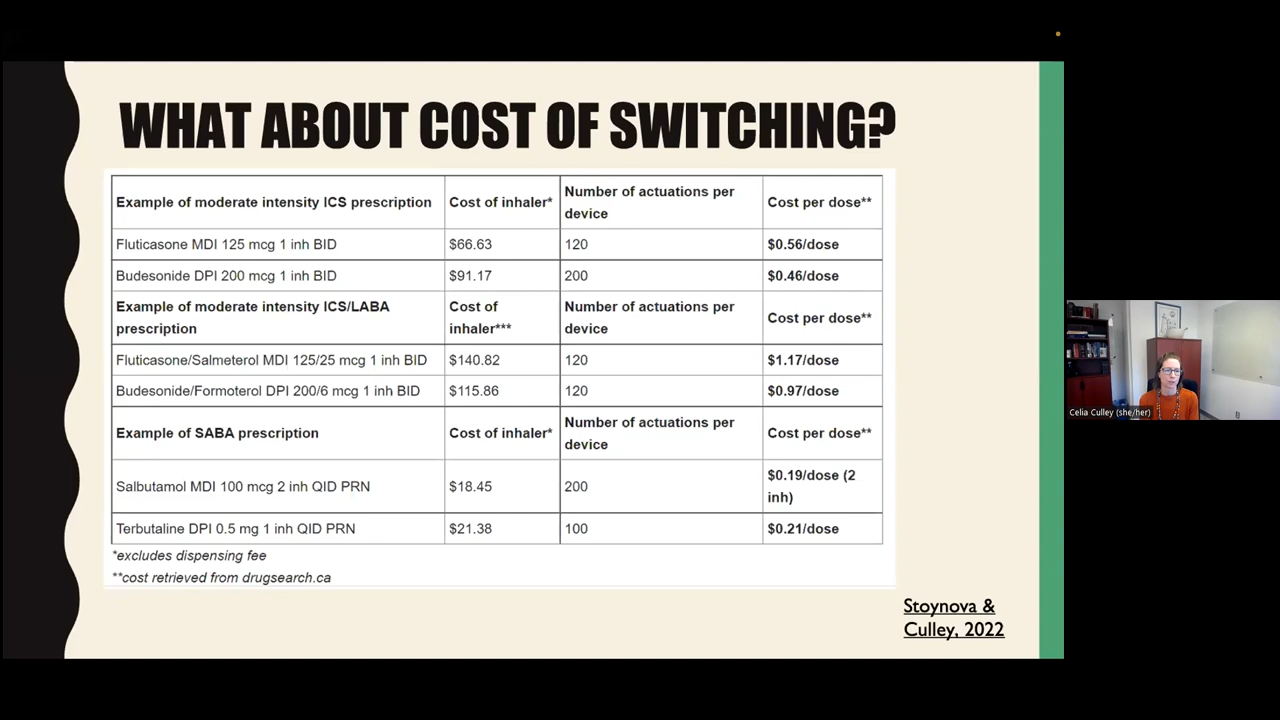 WHAT ABOUT COST OF SWITCHING?
Example of moderate intensity ICS prescription Cost of inhaler* Number of actuations per device Cost per dose**
Fluticasone MDI 125 mcg 1 inh BID $66.63 120 $0.56/dose
Budesonide DPI 200 mcg 1 inh BID $91.17 200 $0.46/dose
Example of moderate intensity ICS/LABA prescription Cost of inhaler*** Number of actuations per device Cost per dose**
Fluticasone/Salmeterol MDI 125/25 mcg 1 inh BID $140.82 120 $1.17/dose
Budesonide/Formoterol DPI 200/6 mcg 1 inh BID $115.86 120 $0.97/dose
Example of SABA prescription Cost of inhaler* Number of actuations per device Cost per dose**
Salbutamol MDI 100 mcg 2 inh QID PRN $18.45 200 $0.19/dose (2 inh)
Terbutaline DPI 0.5 mg 1 inh QID PRN $21.38 100 $0.21/dose
*excludes dispensing fee
**cost retrieved from drugsearch.ca
Stoynova &
Culley, 2022
Celia Culley (she/her)